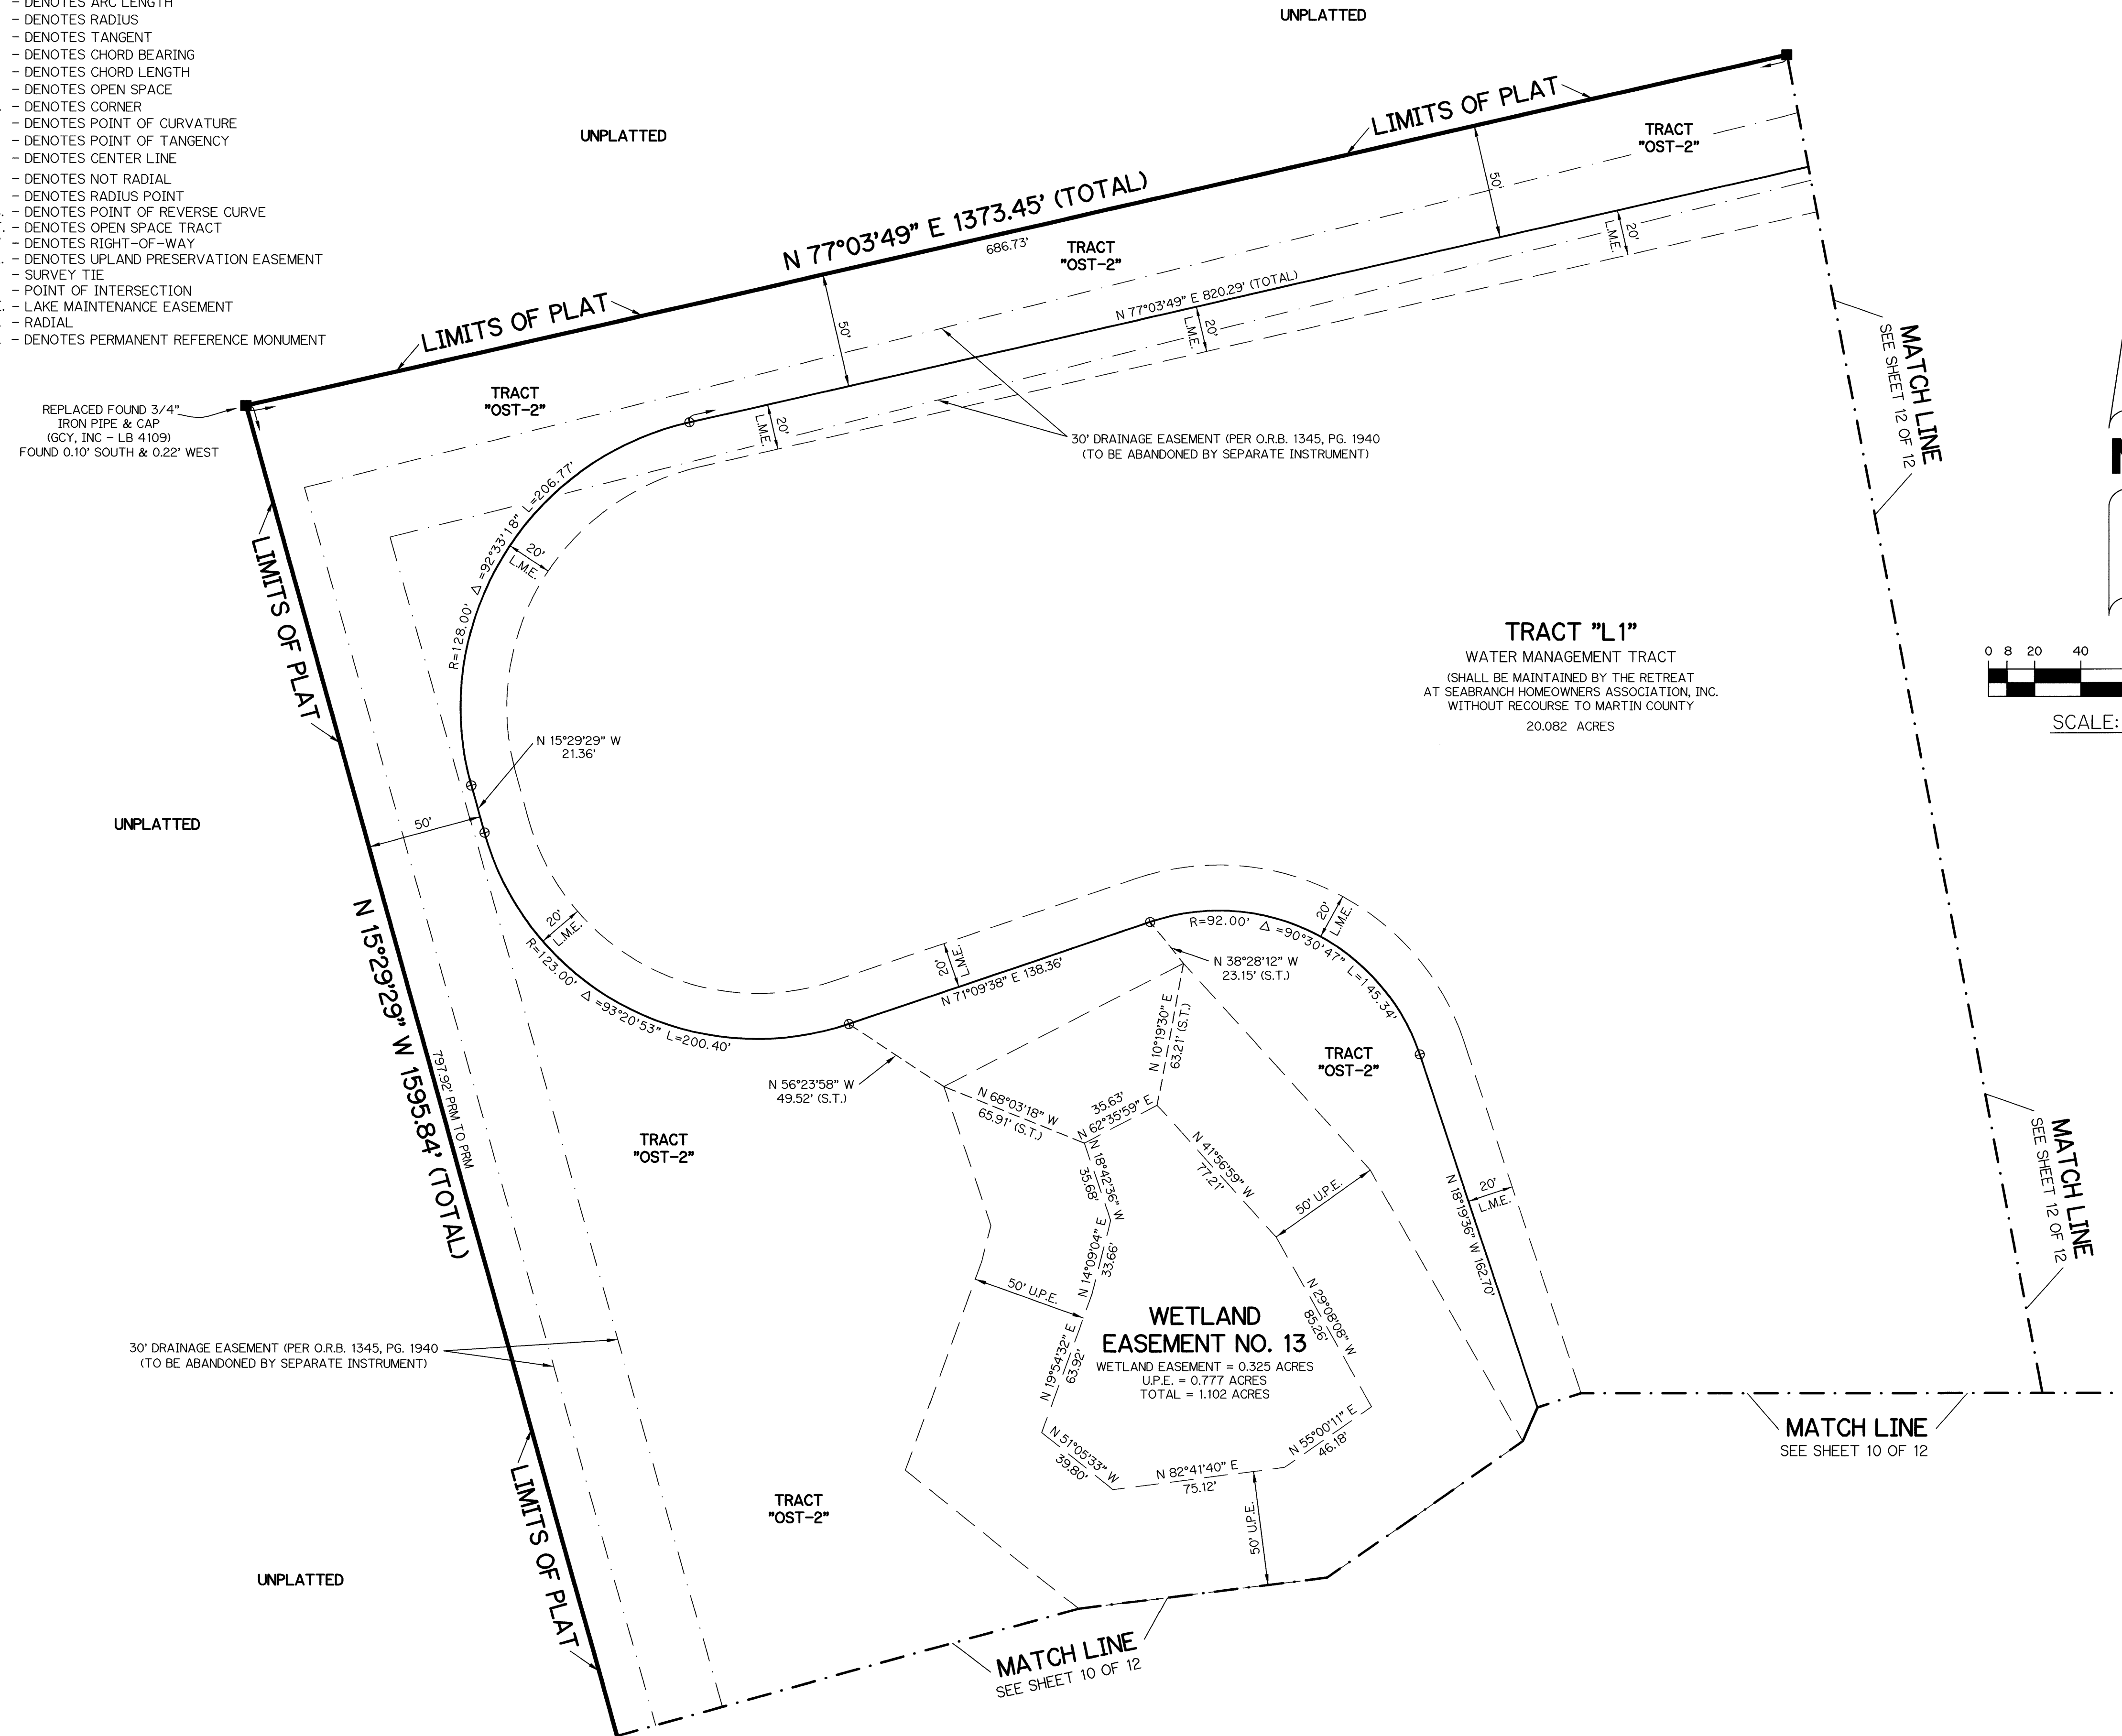 - DENOTES ARC LENGTH
- DENOTES RADIUS
- DENOTES TANGENT
- DENOTES CHORD BEARING
- DENOTES CHORD LENGTH
- DENOTES OPEN SPACE
. - DENOTES CORNER
- DENOTES POINT OF CURVATURE
- DENOTES POINT OF TANGENCY
- DENOTES CENTER LINE
- DENOTES NOT RADIAL
- DENOTES RADIUS POINT
. - DENOTES POINT OF REVERSE CURVE
. - DENOTES OPEN SPACE TRACT
- DENOTES RIGHT-OF-WAY
. - DENOTES UPLAND PRESERVATION EASEMENT
- SURVEY TIE
- POINT OF INTERSECTION
. - LAKE MAINTENANCE EASEMENT
. - RADIAL
. - DENOTES PERMANENT REFERENCE MONUMENT
UNPLATTED
UNPLATTED
LIMITS OF PLAT
TRACT
"OST-2"
50'
N 77°03'49" E 1373.45' (TOTAL)
686.73'
TRACT
"OST-2"
20'
L.M.E.
N 77°03'49" E 820.29' (TOTAL)
LIMITS OF PLAT
50'
20'
L.M.E.
MATCH LINE
SEE SHEET 12 OF 12
TRACT
"OST-2"
REPLACED FOUND 3/4"
IRON PIPE & CAP
(GCY, INC - LB 4109)
FOUND 0.10' SOUTH & 0.22' WEST
20'
L.M.E.
30' DRAINAGE EASEMENT (PER O.R.B. 1345, PG. 1940
(TO BE ABANDONED BY SEPARATE INSTRUMENT)
R=128.00' Δ =92°33'18" L=206.77'
20'
L.M.E.
LIMITS OF PLAT
TRACT "L1"
WATER MANAGEMENT TRACT
(SHALL BE MAINTAINED BY THE RETREAT
AT SEABRANCH HOMEOWNERS ASSOCIATION, INC.
WITHOUT RECOURSE TO MARTIN COUNTY
20.082 ACRES
0 8 20 40
SCALE:
N 15°29'29" W
21.36'
UNPLATTED
50'
N 15°29'29" W 1595.84' (TOTAL)
797.92' PRM TO PRM
20'
L.M.E.
R=123.00' Δ =93°20'53" L=200.40'
20'
L.M.E.
N 71°09'38" E 138.36'
R=92.00' Δ =90°30'47" L=145.34'
20'
L.M.E.
N 38°28'12" W
23.15' (S.T.)
N 10°19'30" E
63.21' (S.T.)
TRACT
"OST-2"
N 56°23'58" W
49.52' (S.T.)
N 68°03'18" W
65.91' (S.T.)
35.63'
N 62°35'59" E
TRACT
"OST-2"
N 18°42'36" W
35.68'
N 41°56'59" W
77.21'
50' U.P.E.
N 18°19'36" W 162.70'
20'
L.M.E.
MATCH LINE
SEE SHEET 12 OF 12
N 14°09'04" E
33.66'
50' U.P.E.
N 29°08'08" W
85.26'
WETLAND
EASEMENT NO. 13
WETLAND EASEMENT = 0.325 ACRES
U.P.E. = 0.777 ACRES
TOTAL = 1.102 ACRES
N 19°54'32" E
63.92'
30' DRAINAGE EASEMENT (PER O.R.B. 1345, PG. 1940
(TO BE ABANDONED BY SEPARATE INSTRUMENT)
N 51°05'33" W
39.80'
N 82°41'40" E
75.12'
N 55°00'11" E
46.18'
50' U.P.E.
MATCH LINE
SEE SHEET 10 OF 12
TRACT
"OST-2"
LIMITS OF PLAT
UNPLATTED
MATCH LINE
SEE SHEET 10 OF 12